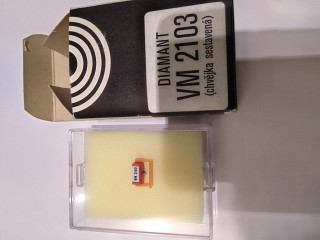 DIAMANT
VM 2103
(chvějka sestavená)